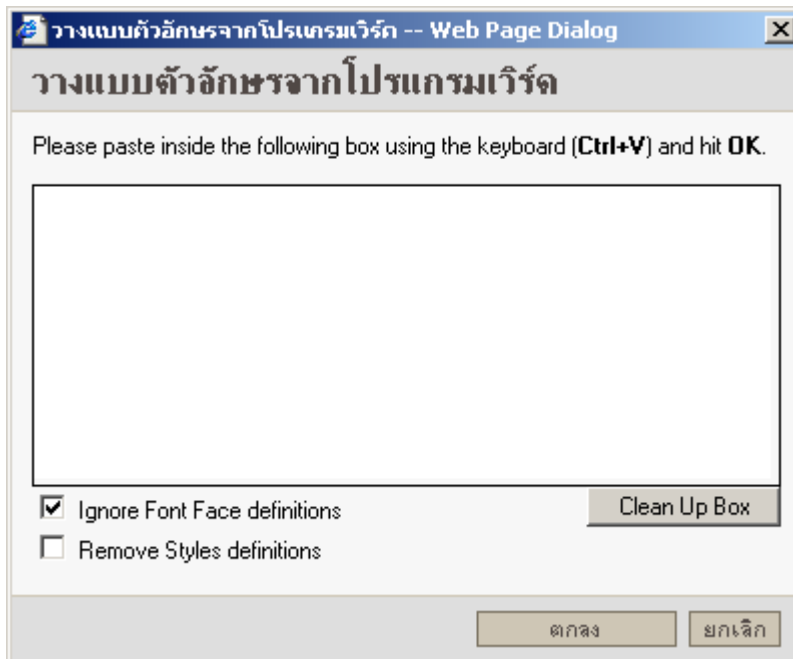 วางแบบตัวอักษรจากโปรแกรมเวิร์ด -- Web Page Dialog
วางแบบตัวอักษรจากโปรแกรมเวิร์ด
Please paste inside the following box using the keyboard (Ctrl+V) and hit OK.
Ignore Font Face definitions
Clean Up Box
Remove Styles definitions
ตกลง ยกเลิก